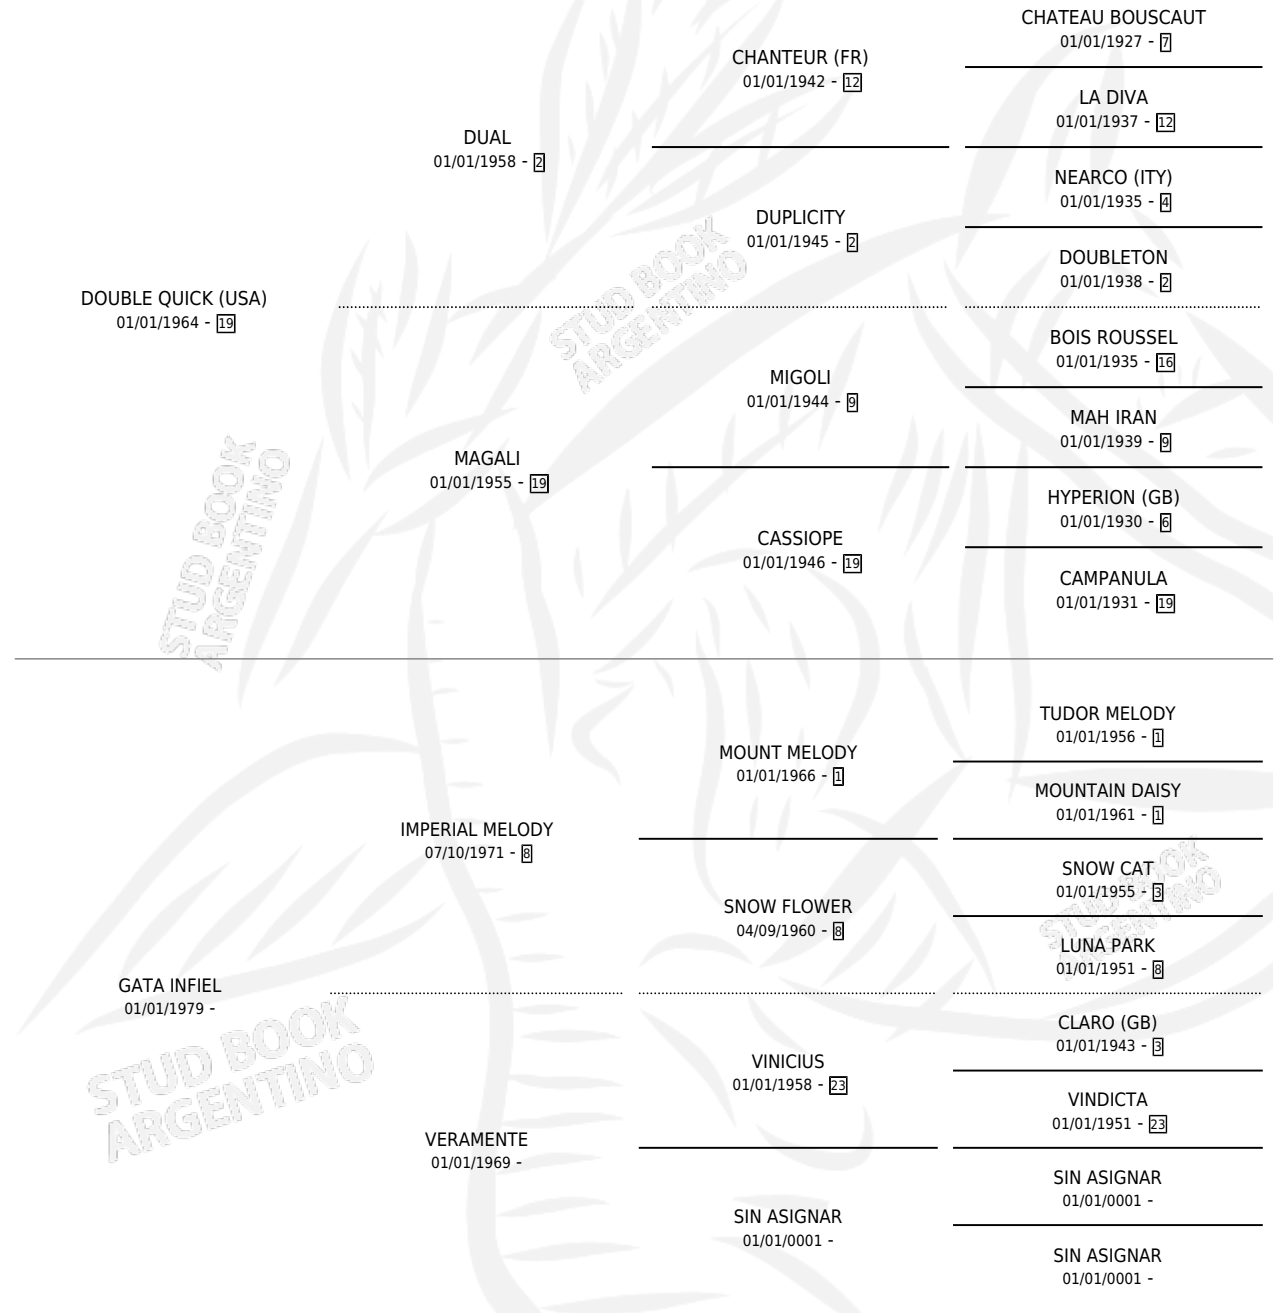 CHATEAU BOUSCAUT
01/01/1927 - 7
CHANTEUR (FR)
01/01/1942 - 12
LA DIVA
01/01/1937 - 12
DUAL
01/01/1958 - 2
NEARCO (ITY)
01/01/1935 - 4
DUPLICITY
01/01/1945 - 2
DOUBLETON
01/01/1938 - 2
DOUBLE QUICK (USA)
01/01/1964 - 19
STUD BOOK
ARGENTINO
BOIS ROUSSEL
01/01/1935 - 16
MIGOLI
01/01/1944 - 9
MAH IRAN
01/01/1939 - 9
MAGALI
01/01/1955 - 19
HYPERION (GB)
01/01/1930 - 6
CASSIOPE
01/01/1946 - 19
CAMPANULA
01/01/1931 - 19
STUD BOOK
ARGENTINO
TUDOR MELODY
01/01/1956 - 1
MOUNT MELODY
01/01/1966 - 1
MOUNTAIN DAISY
01/01/1961 - 1
IMPERIAL MELODY
07/10/1971 - 8
SNOW CAT
01/01/1955 - 3
SNOW FLOWER
04/09/1960 - 8
STUD BOOK
ARGENTINO
LUNA PARK
01/01/1951 - 8
GATA INFIEL
01/01/1979 -
CLARO (GB)
01/01/1943 - 3
VINICIUS
01/01/1958 - 23
VINDICTA
01/01/1951 - 23
STUD BOOK
ARGENTINO
VERAMENTE
01/01/1969 -
SIN ASIGNAR
01/01/0001 -
SIN ASIGNAR
01/01/0001 -
SIN ASIGNAR
01/01/0001 -